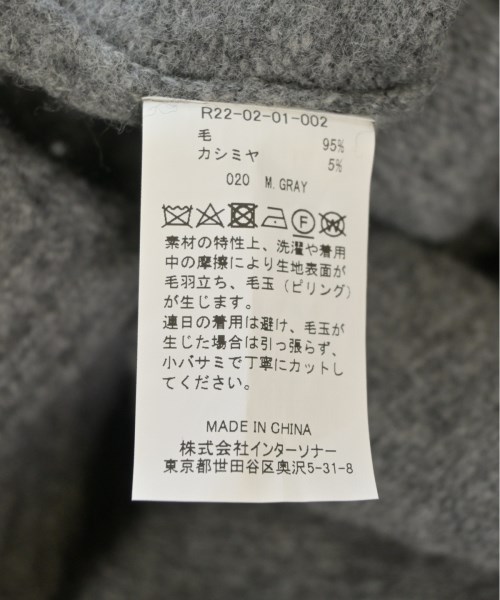 R22-02-01-002
毛 95%
カシミヤ 5%
020 M.GRAY
素材の特性上、洗濯や着用
中の摩擦により生地表面が
毛羽立ち、毛玉（ピリング）
が生じます。
連日の着用は避け、毛玉が
生じた場合は引っ張らず、
小バサミで丁寧にカットし
てください。
MADE IN CHINA
株式会社インターソナー
東京都世田谷区奥沢5-31-8